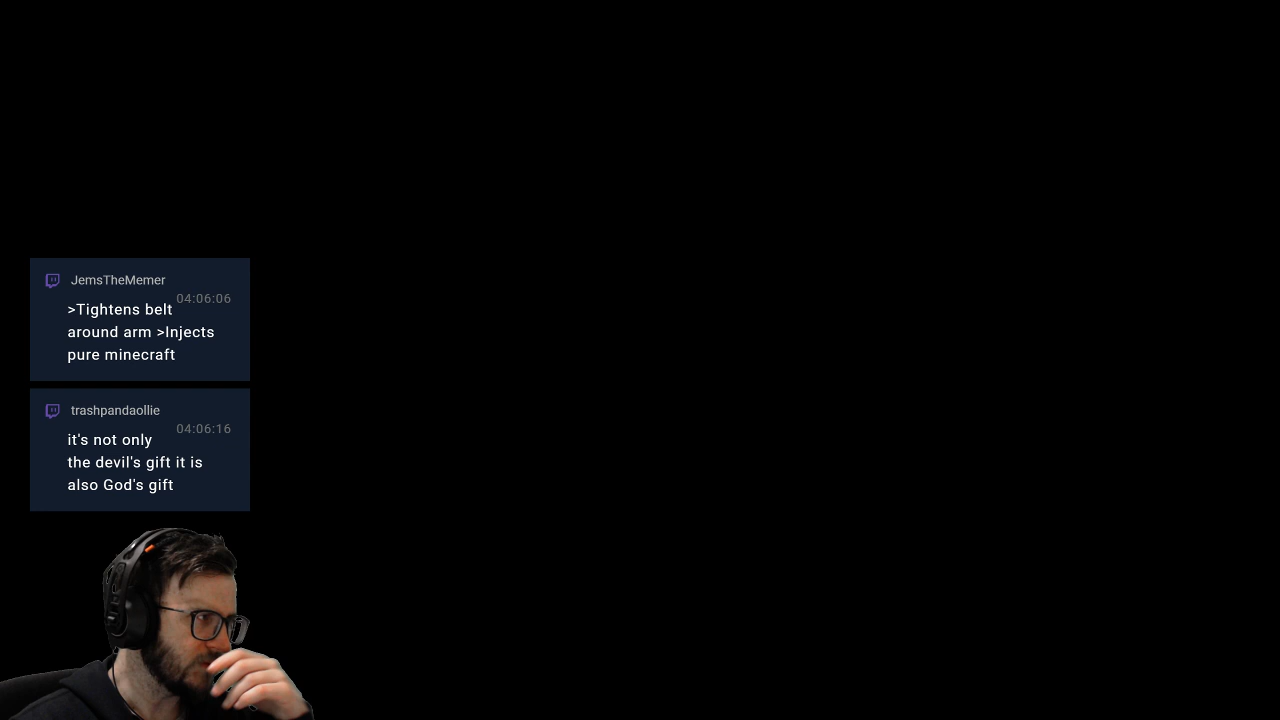 JemsTheMemer
04:06:06
>Tightens belt
around arm >Injects
pure minecraft
trashpandaollie
04:06:16
it's not only
the devil's gift it is
also God's gift